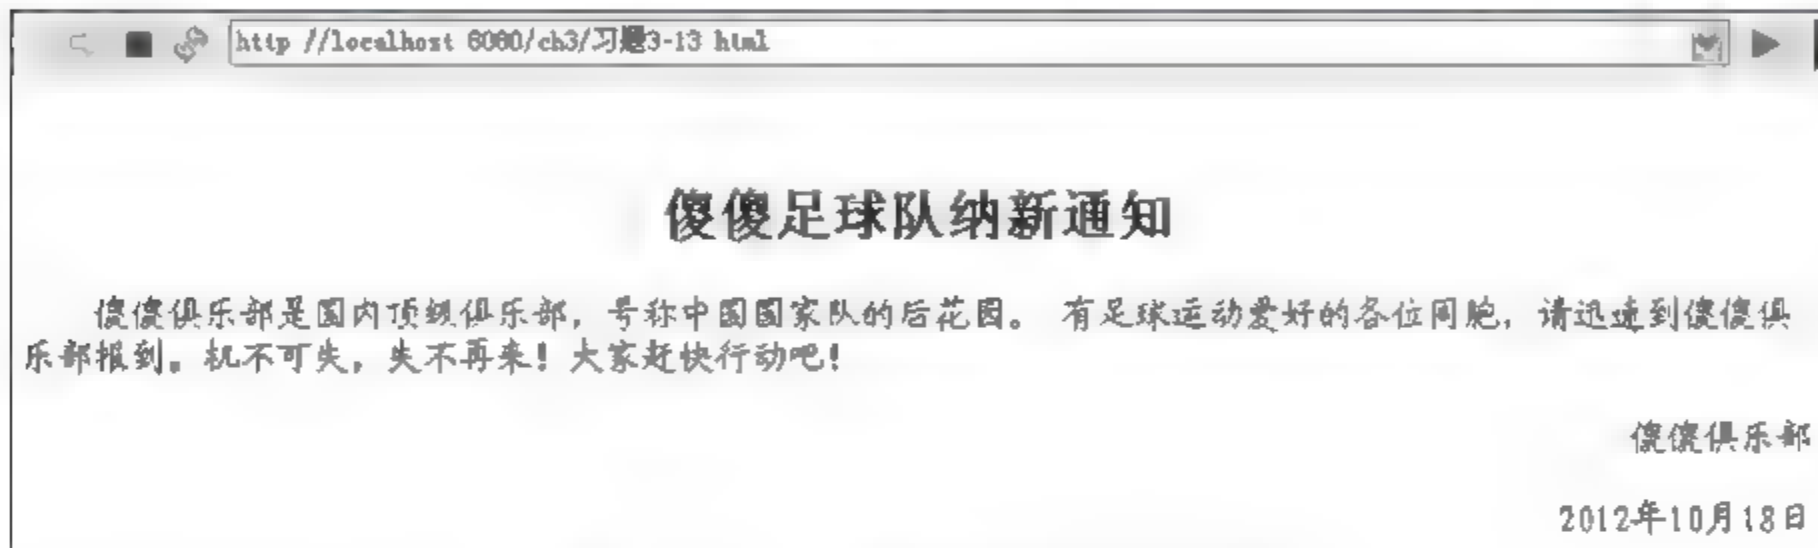 http //localhost 8080/ch3/习题3-13 html
傻傻足球队纳新通知
傻傻俱乐部是国内顶级俱乐部，号称中国国家队的后花园。 有足球运动爱好的各位同胞，请迅速到傻傻俱
乐部报到。机不可失，失不再来！大家赶快行动吧！
傻傻俱乐部
2012年10月18日